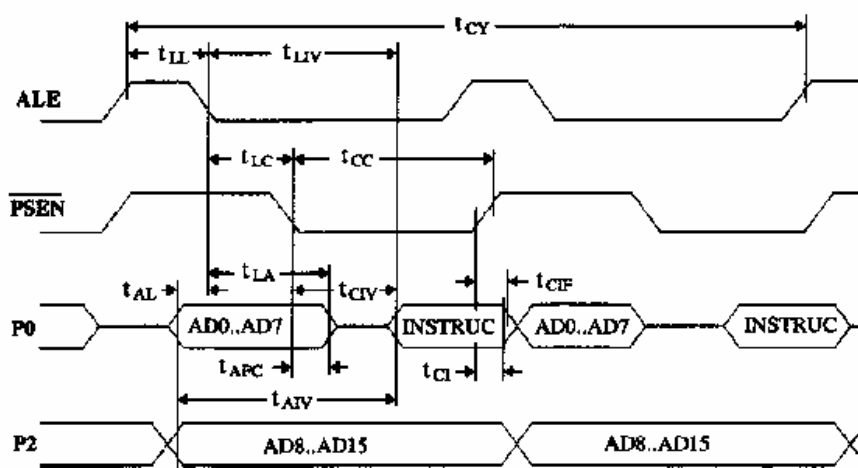 tCY
tLL tLIV
ALE
tLC tCC
PSEN
tLA
tAL tCIV tCIF
P0 AD0..AD7 INSTRUC AD0..AD7 INSTRUC
tAPC tCI
tAIV
P2 AD8..AD15 AD8..AD15